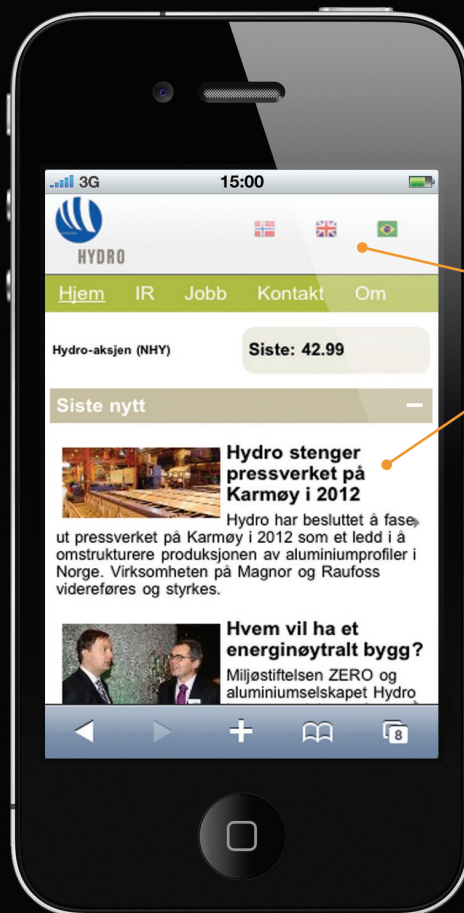 3G 15:00
HYDRO
Hjem IR Jobb Kontakt Om
Hydro-aksjen (NHY) Siste: 42.99
Siste nytt
Hydro stenger
pressverket på
Karmøy i 2012
Hydro har besluttet å fase
ut pressverket på Karmøy i 2012 som et ledd i å
omstrukturere produksjonen av aluminiumprofiler i
Norge. Virksomheten på Magnor og Raufoss
videreføres og styrkes.
Hvem vil ha et
energinøytralt bygg?
Miljøstiftelsen ZERO og
aluminiumselskapet Hydro
8